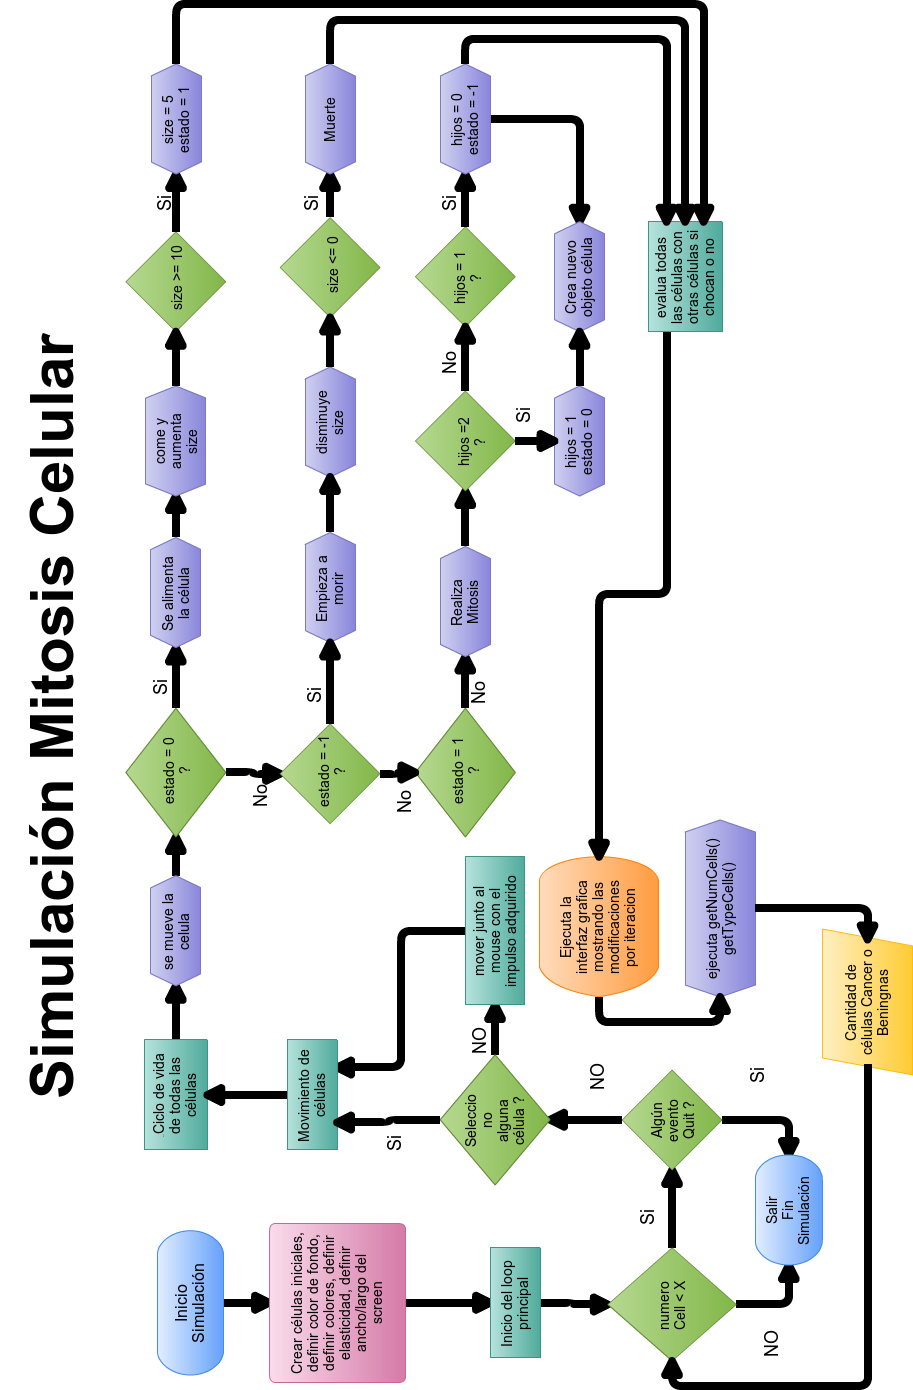 Simulación Mitosis Celular
Inicio
Simulación
Crear células iniciales,
definir color de fondo,
definir colores, definir
elasticidad, definir
ancho/largo del
screen
Inicio del loop
principal
numero
Cell < X
NO
Si
Algún
evento
Quit ?
Si
Salir
Fin
Simulación
NO
Seleccio
no
alguna
célula ?
Si
NO
mover junto al
mouse con el
impulso adquirido
Movimiento de
células
Ciclo de vida
de todas las
células
se mueve la
celula
estado = 0
?
Si
Se alimenta
la célula
come y
aumenta
size
size >= 10
Si
size = 5
estado = 1
No
estado = -1
?
Si
Empieza a
morir
disminuye
size
size <= 0
Si
Muerte
No
estado = 1
?
No
Realiza
Mitosis
hijos =2
?
No
hijos = 1
?
Si
hijos = 0
estado = -1
Si
hijos = 1
estado = 0
Crea nuevo
objeto célula
evalua todas
las células con
otras células si
chocan o no
Ejecuta la
interfaz grafica
mostrando las
modificaciones
por iteracion
ejecuta getNumCells()
getTypeCells()
Cantidad de
células Cancer o
Beningnas